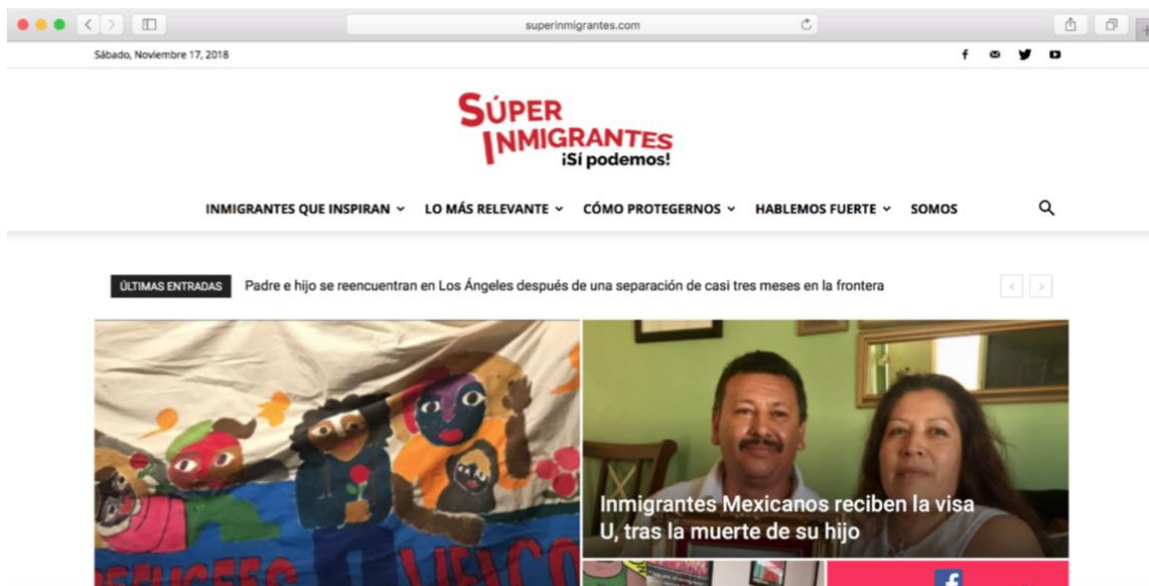 superinmigrantes.com
Sábado, Noviembre 17, 2018
SÚPER
INMIGRANTES
¡Sí podemos!
INMIGRANTES QUE INSPIRAN
LO MÁS RELEVANTE
CÓMO PROTEGERNOS
HABLEMOS FUERTE
SOMOS
ÚLTIMAS ENTRADAS
Padre e hijo se reencuentran en Los Ángeles después de una separación de casi tres meses en la frontera
Inmigrantes Mexicanos reciben la visa
U, tras la muerte de su hijo